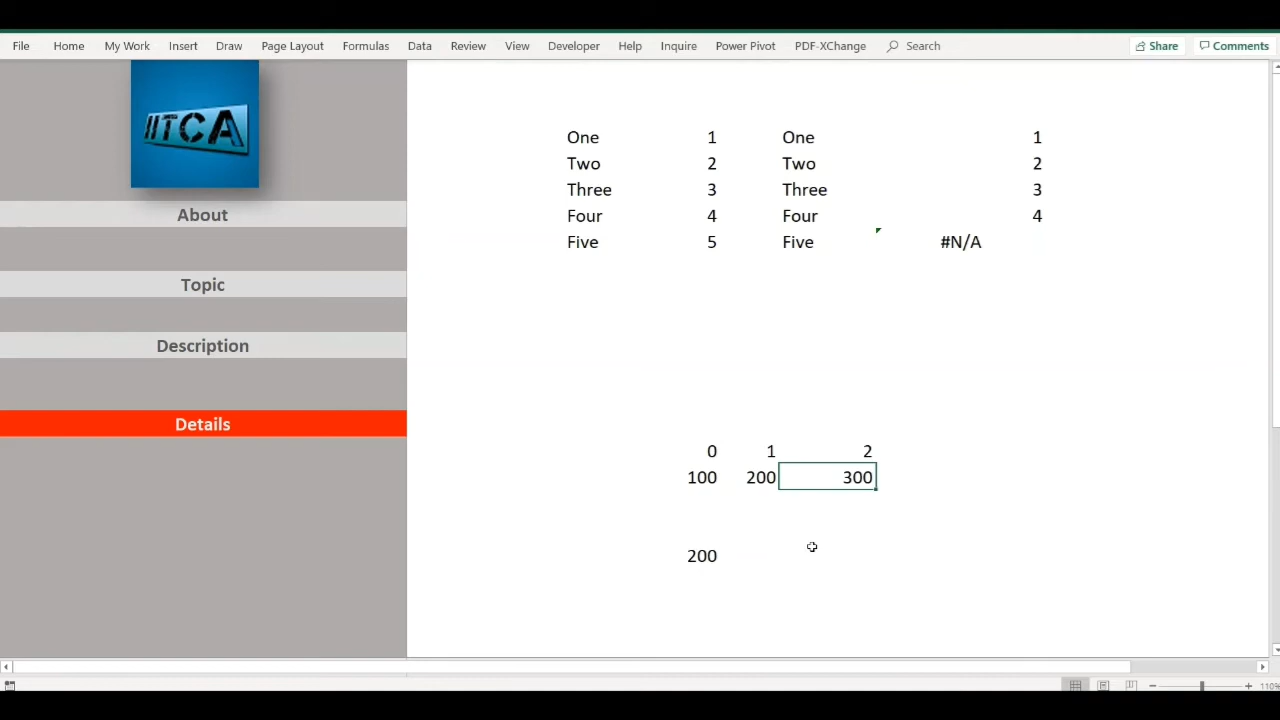 File Home My Work Insert Draw Page Layout Formulas Data Review View Developer Help Inquire Power Pivot PDF-XChange Search Share Comments
IITCA
About
Topic
Description
Details
One 1 One 1
Two 2 Two 2
Three 3 Three 3
Four 4 Four 4
Five 5 Five #N/A
0 1 2
100 200 300
200
110%